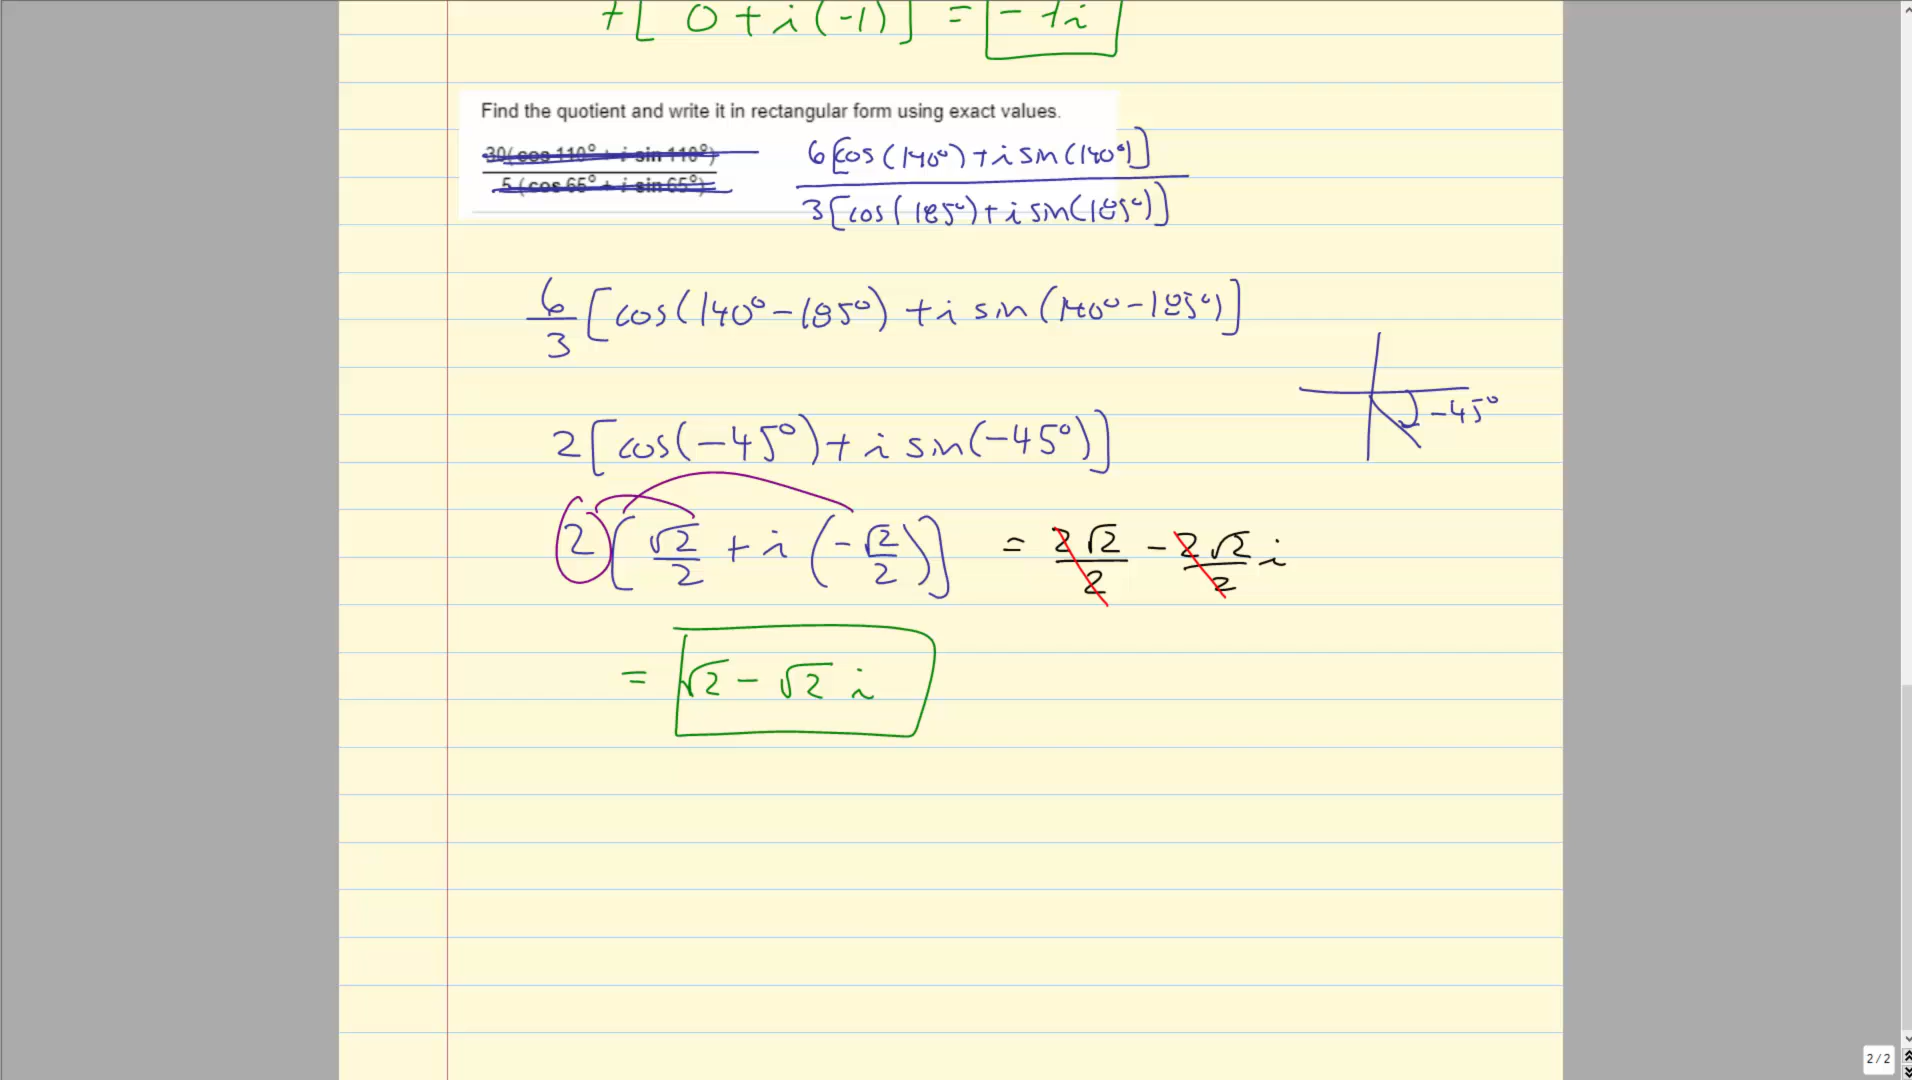 +[ 0 + i (-1) ] = -1i
Find the quotient and write it in rectangular form using exact values.
30( cos 110° + i sin 110°)
5 ( cos 65° + i sin 65°)
6[cos(140°)+i sin(140°)]
3[cos(185°)+i sin(185°)]
6/3 [cos(140°-185°) + i sin(140°-185°)]
-45°
2[cos(-45°)+ i sin(-45°)]
2[√2/2 + i (-√2/2)] = 2√2/2 - 2√2/2 i
= √2 - √2 i
2 / 2